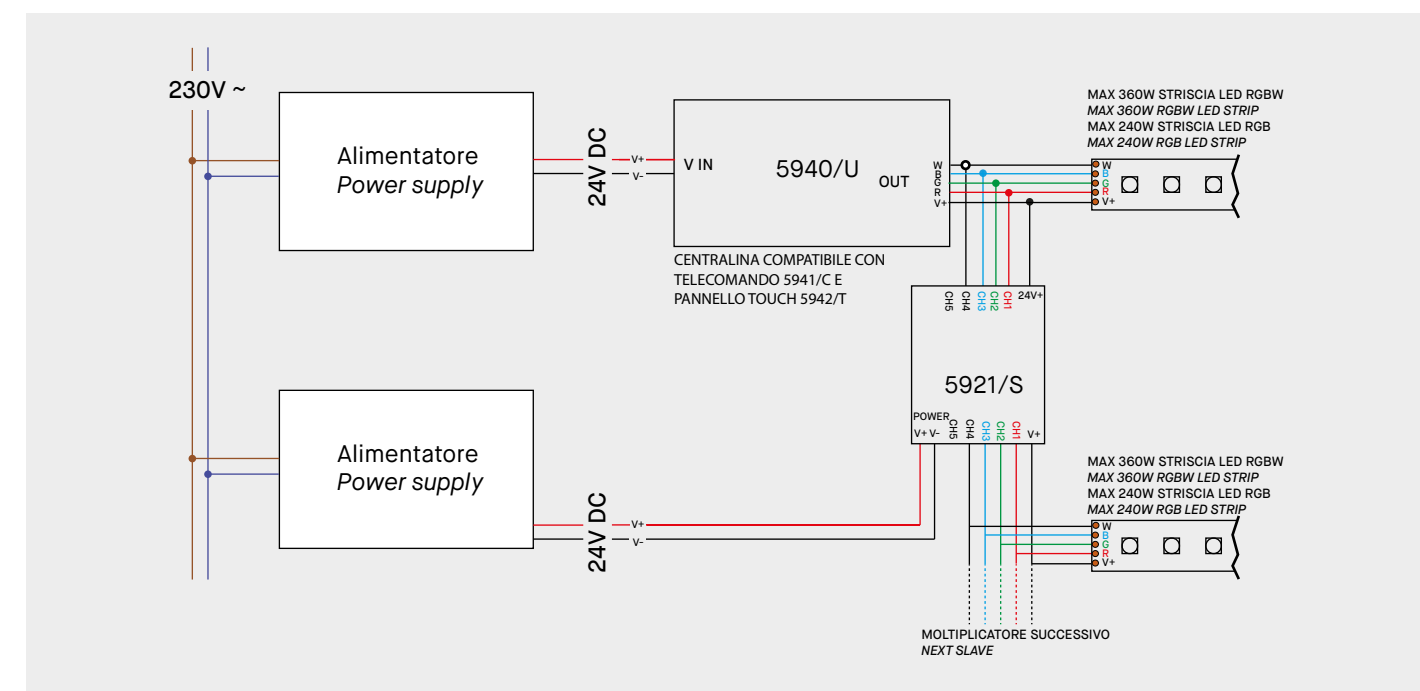 230V ~
Alimentatore
Power supply
24V DC
V+
V-
V IN
5940/U
OUT
W
B
G
R
V+
CENTRALINA COMPATIBILE CON
TELECOMANDO 5941/C E
PANNELLO TOUCH 5942/T
MAX 360W STRISCIA LED RGBW
MAX 360W RGBW LED STRIP
MAX 240W STRISCIA LED RGB
MAX 240W RGB LED STRIP
W
B
G
R
V+
CH5
CH4
CH3
CH2
CH1
24V+
5921/S
POWER
V+ V-
CH5
CH4
CH3
CH2
CH1
V+
Alimentatore
Power supply
24V DC
V+
V-
MAX 360W STRISCIA LED RGBW
MAX 360W RGBW LED STRIP
MAX 240W STRISCIA LED RGB
MAX 240W RGB LED STRIP
W
B
G
R
V+
MOLTIPLICATORE SUCCESSIVO
NEXT SLAVE